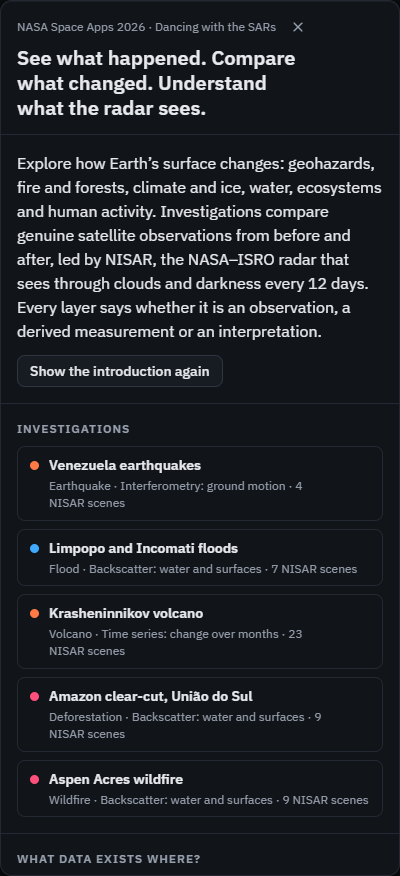 NASA Space Apps 2026 · Dancing with the SARs ×
See what happened. Compare
what changed. Understand
what the radar sees.
Explore how Earth’s surface changes: geohazards,
fire and forests, climate and ice, water, ecosystems
and human activity. Investigations compare
genuine satellite observations from before and
after, led by NISAR, the NASA–ISRO radar that
sees through clouds and darkness every 12 days.
Every layer says whether it is an observation, a
derived measurement or an interpretation.
Show the introduction again
INVESTIGATIONS
Venezuela earthquakes
Earthquake · Interferometry: ground motion · 4
NISAR scenes
Limpopo and Incomati floods
Flood · Backscatter: water and surfaces · 7 NISAR scenes
Krasheninnikov volcano
Volcano · Time series: change over months · 23
NISAR scenes
Amazon clear-cut, União do Sul
Deforestation · Backscatter: water and surfaces · 9
NISAR scenes
Aspen Acres wildfire
Wildfire · Backscatter: water and surfaces · 9 NISAR scenes
WHAT DATA EXISTS WHERE?